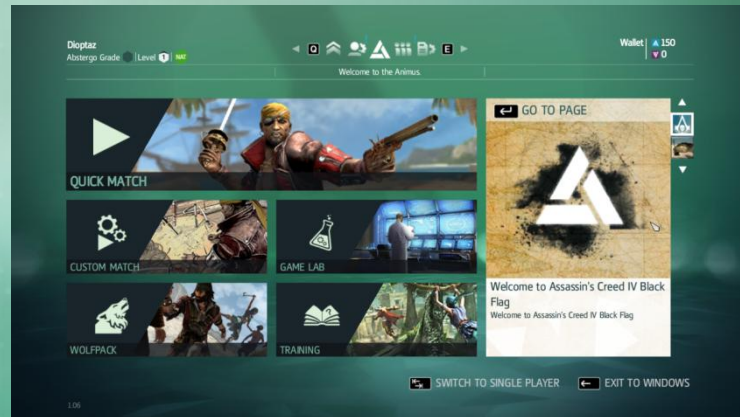 Dioptaz
Abstergo Grade | Level 1 | NAT
Q
E
Wallet | 150
0
Welcome to the Animus.
QUICK MATCH
CUSTOM MATCH
GAME LAB
WOLFPACK
TRAINING
GO TO PAGE
Welcome to Assassin's Creed IV Black
Flag
Welcome to Assassin's Creed IV Black Flag
SWITCH TO SINGLE PLAYER
EXIT TO WINDOWS
1.06